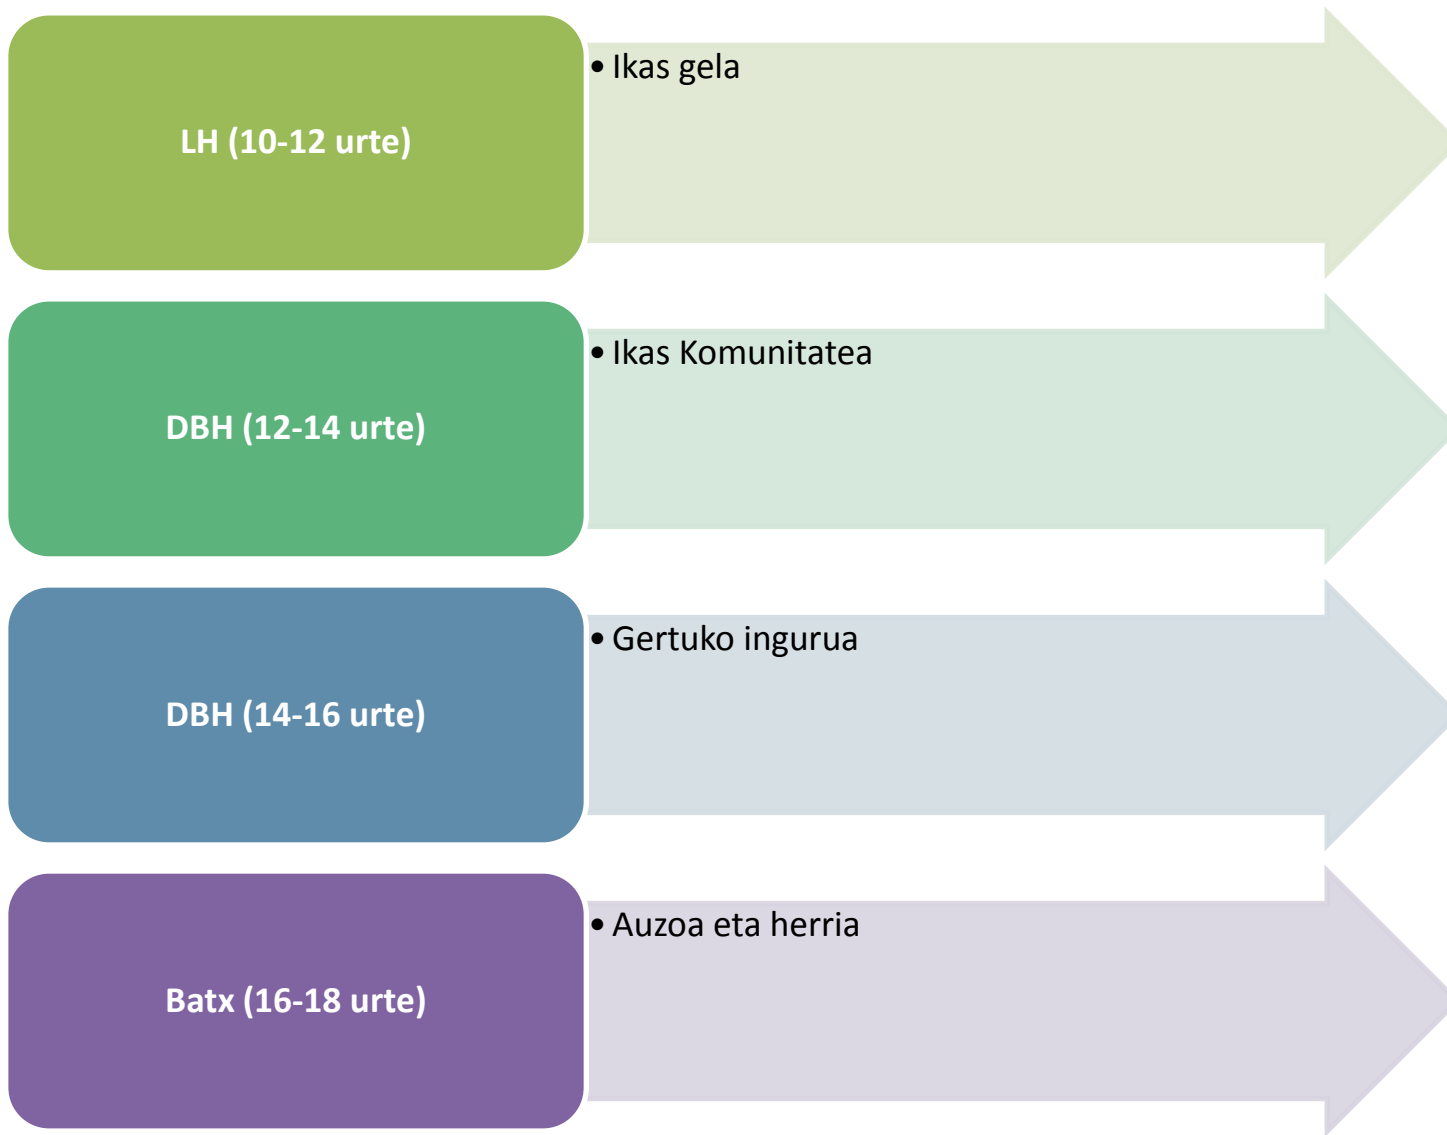 LH (10-12 urte)
• Ikas gela
DBH (12-14 urte)
• Ikas Komunitatea
DBH (14-16 urte)
• Gertuko ingurua
Batx (16-18 urte)
• Auzoa eta herria